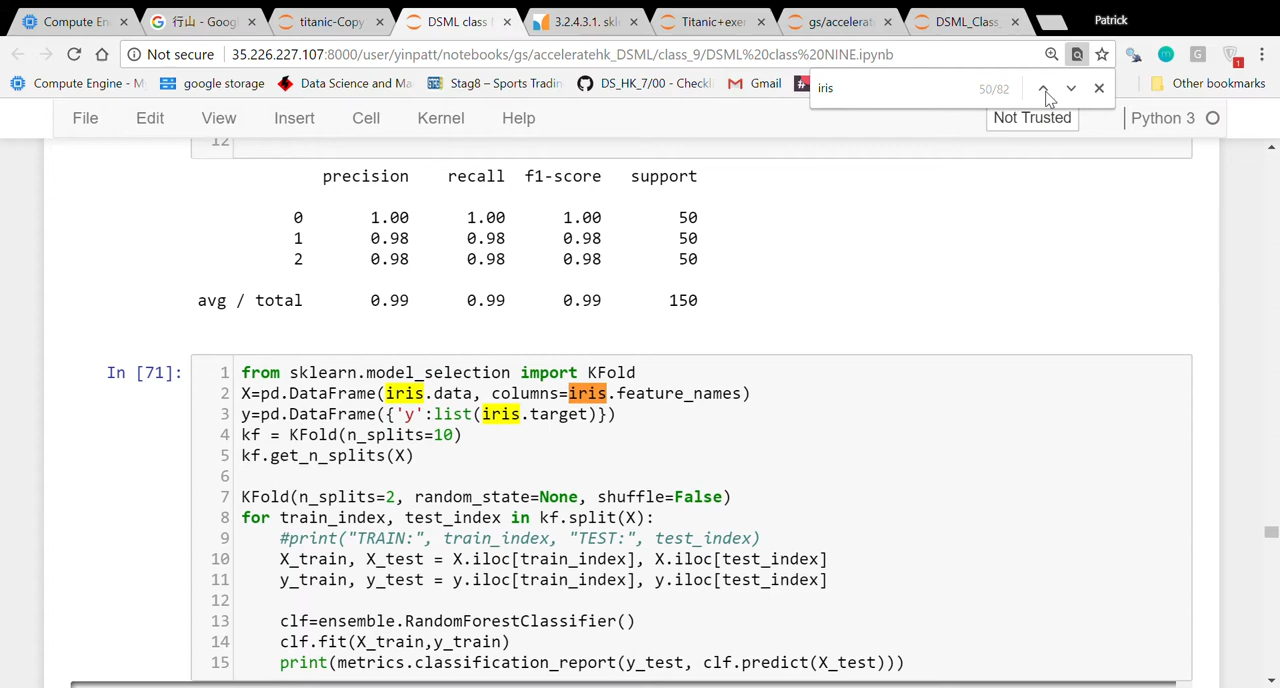 Compute En
行山 - Goog
titanic-Copy
DSML class
3.2.4.3.1. skl
Titanic+exer
gs/accelerat
DSML_Class_
Patrick
Not secure
35.226.227.107:8000/user/yinpatt/notebooks/gs/acceleratehk_DSML/class_9/DSML%20class%20NINE.ipynb
Compute Engine - My
google storage
Data Science and Ma
Stag8 – Sports Tradin
DS_HK_7/00 - Checkl
Gmail
Other bookmarks
iris 50/82
File Edit View Insert Cell Kernel Help
Not Trusted
Python 3
12
precision recall f1-score support
0 1.00 1.00 1.00 50
1 0.98 0.98 0.98 50
2 0.98 0.98 0.98 50
avg / total 0.99 0.99 0.99 150
In [71]:
1 from sklearn.model_selection import KFold
2 X=pd.DataFrame(iris.data, columns=iris.feature_names)
3 y=pd.DataFrame({'y':list(iris.target)})
4 kf = KFold(n_splits=10)
5 kf.get_n_splits(X)
6
7 KFold(n_splits=2, random_state=None, shuffle=False)
8 for train_index, test_index in kf.split(X):
9 #print("TRAIN:", train_index, "TEST:", test_index)
10 X_train, X_test = X.iloc[train_index], X.iloc[test_index]
11 y_train, y_test = y.iloc[train_index], y.iloc[test_index]
12
13 clf=ensemble.RandomForestClassifier()
14 clf.fit(X_train,y_train)
15 print(metrics.classification_report(y_test, clf.predict(X_test)))